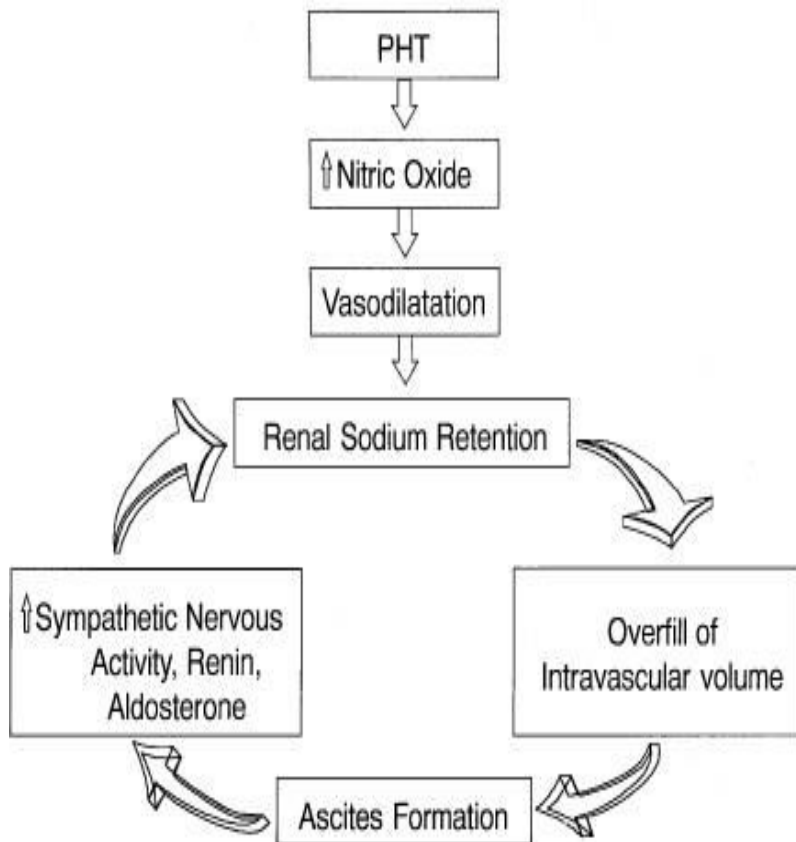 PHT
⇧Nitric Oxide
Vasodilatation
Renal Sodium Retention
⇧Sympathetic Nervous
Activity, Renin,
Aldosterone
Overfill of
Intravascular volume
Ascites Formation